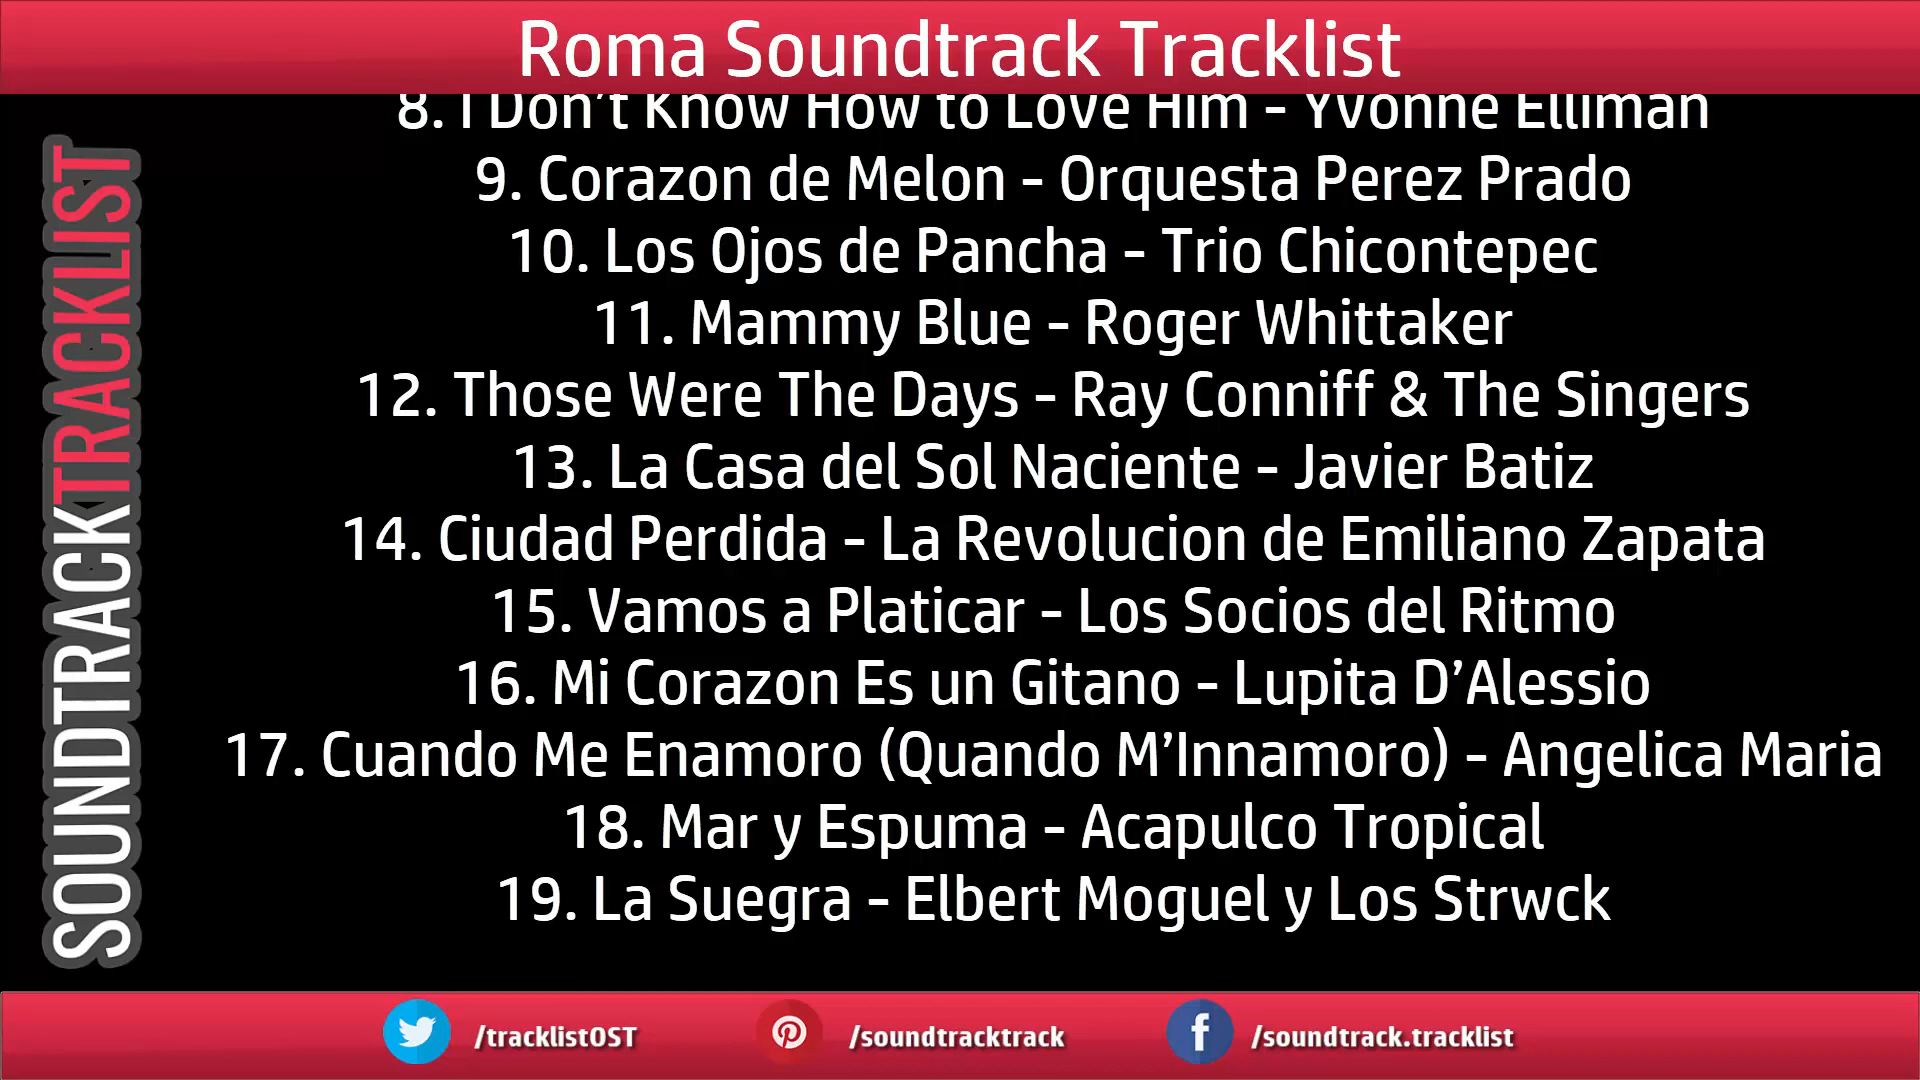 Roma Soundtrack Tracklist
8. I Don't Know How to Love Him - Yvonne Elliman
9. Corazon de Melon - Orquesta Perez Prado
10. Los Ojos de Pancha - Trio Chicontepec
11. Mammy Blue - Roger Whittaker
12. Those Were The Days - Ray Conniff & The Singers
13. La Casa del Sol Naciente - Javier Batiz
14. Ciudad Perdida - La Revolucion de Emiliano Zapata
15. Vamos a Platicar - Los Socios del Ritmo
16. Mi Corazon Es un Gitano - Lupita D’Alessio
17. Cuando Me Enamoro (Quando M’Innamoro) - Angelica Maria
18. Mar y Espuma - Acapulco Tropical
19. La Suegra - Elbert Moguel y Los Strwck
SOUNDTRACKTRACKLIST
/tracklistOST
/soundtracktrack
/soundtrack.tracklist